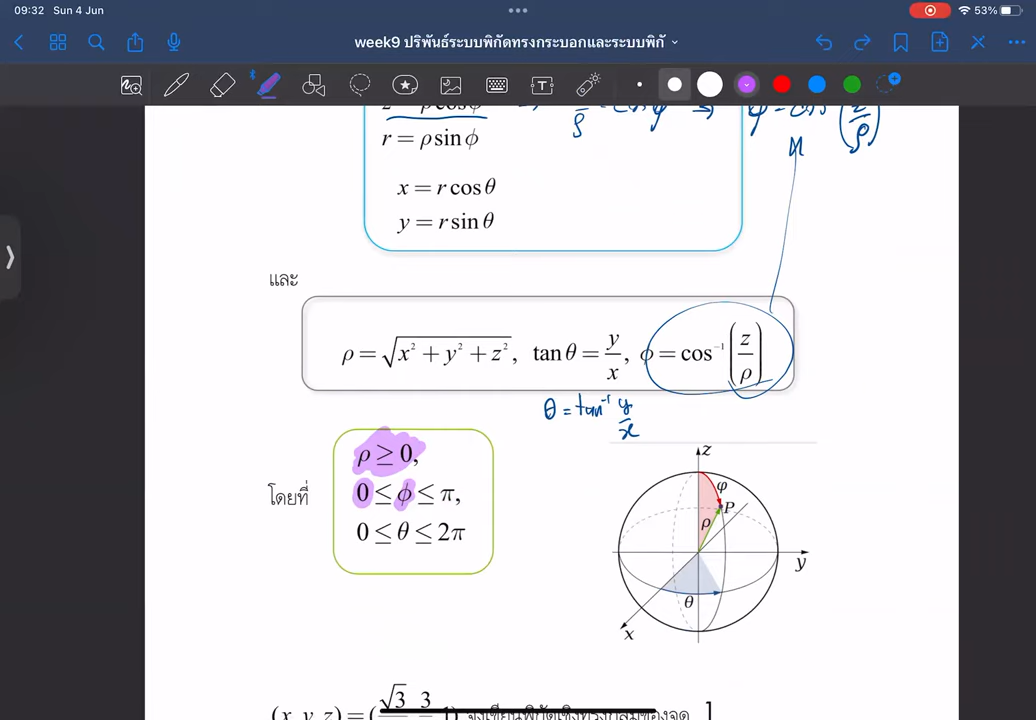 09:32 Sun 4 Jun
53%
week9 ปริพันธ์ระบบพิกัดทรงกระบอกและระบบพิกั
r = ρ sin ϕ
x = r cos θ
y = r sin θ
และ
ρ = √(x² + y² + z²), tan θ = y/x, ϕ = cos⁻¹(z/ρ)
θ = tan⁻¹ y/x
โดยที่
ρ ≥ 0,
0 ≤ ϕ ≤ π,
0 ≤ θ ≤ 2π
z
φ
P
ρ
y
θ
x